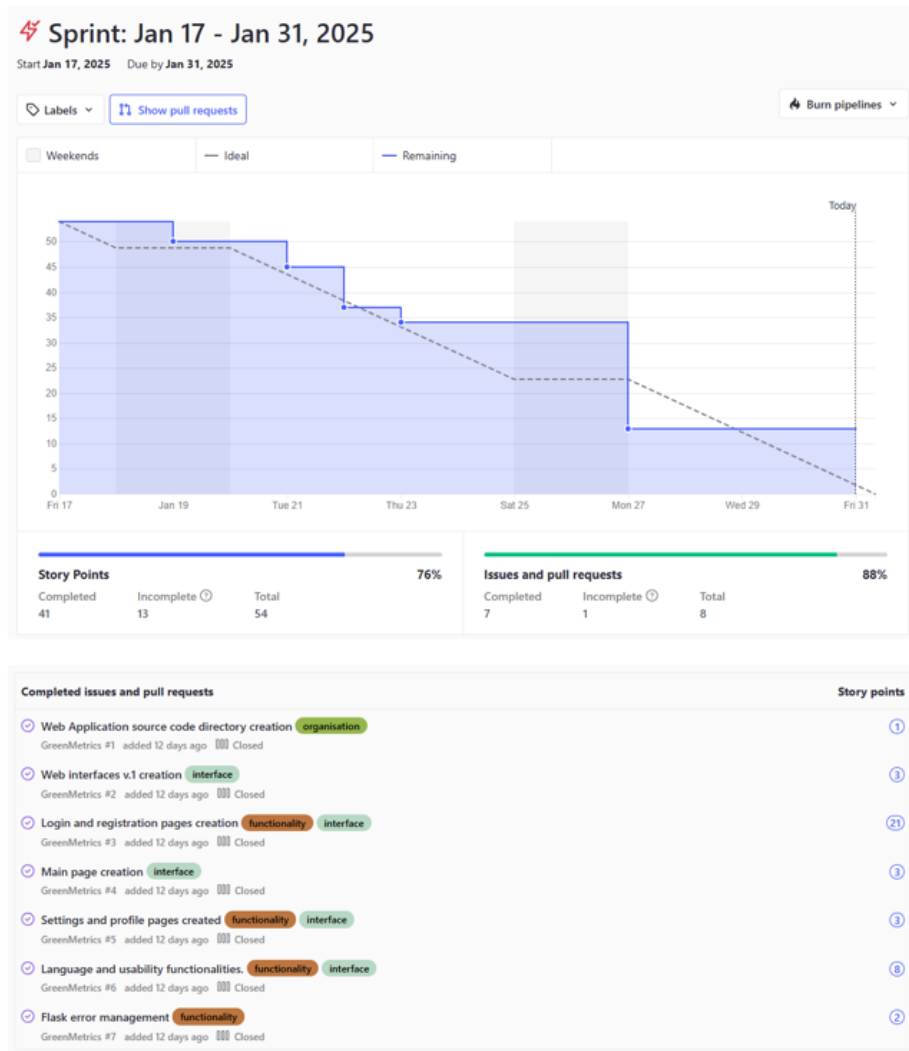 Sprint: Jan 17 - Jan 31, 2025
Start Jan 17, 2025 Due by Jan 31, 2025
Labels Show pull requests Burn pipelines
Weekends Ideal Remaining
Today
50
45
40
35
30
25
20
15
10
5
0
Fri 17 Jan 19 Tue 21 Thu 23 Sat 25 Mon 27 Wed 29 Fri 31
Story Points 76% Issues and pull requests 88%
Completed Incomplete Total Completed Incomplete Total
41 13 54 7 1 8
Completed issues and pull requests Story points
Web Application source code directory creation organisation 1
GreenMetrics #1 added 12 days ago Closed
Web interfaces v.1 creation interface 3
GreenMetrics #2 added 12 days ago Closed
Login and registration pages creation functionality interface 21
GreenMetrics #3 added 12 days ago Closed
Main page creation interface 3
GreenMetrics #4 added 12 days ago Closed
Settings and profile pages created functionality interface 3
GreenMetrics #5 added 12 days ago Closed
Language and usability functionalities. functionality interface 8
GreenMetrics #6 added 12 days ago Closed
Flask error management functionality 2
GreenMetrics #7 added 12 days ago Closed